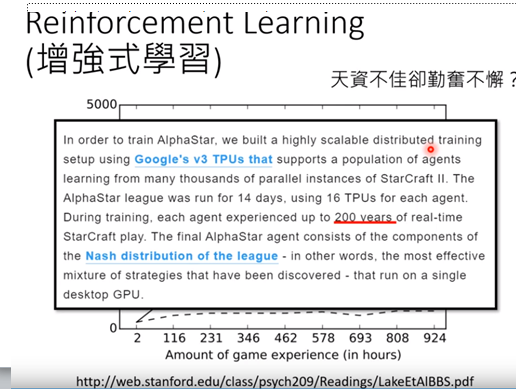 Reinforcement Learning
(增強式學習)
天資不佳卻勤奮不懈？
5000
In order to train AlphaStar, we built a highly scalable distributed training
setup using Google's v3 TPUs that supports a population of agents
learning from many thousands of parallel instances of StarCraft II. The
AlphaStar league was run for 14 days, using 16 TPUs for each agent.
During training, each agent experienced up to 200 years of real-time
StarCraft play. The final AlphaStar agent consists of the components of
the Nash distribution of the league - in other words, the most effective
mixture of strategies that have been discovered - that run on a single
desktop GPU.
0
2 116 231 346 462 578 693 808 924
Amount of game experience (in hours)
http://web.stanford.edu/class/psych209/Readings/LakeEtAlBBS.pdf